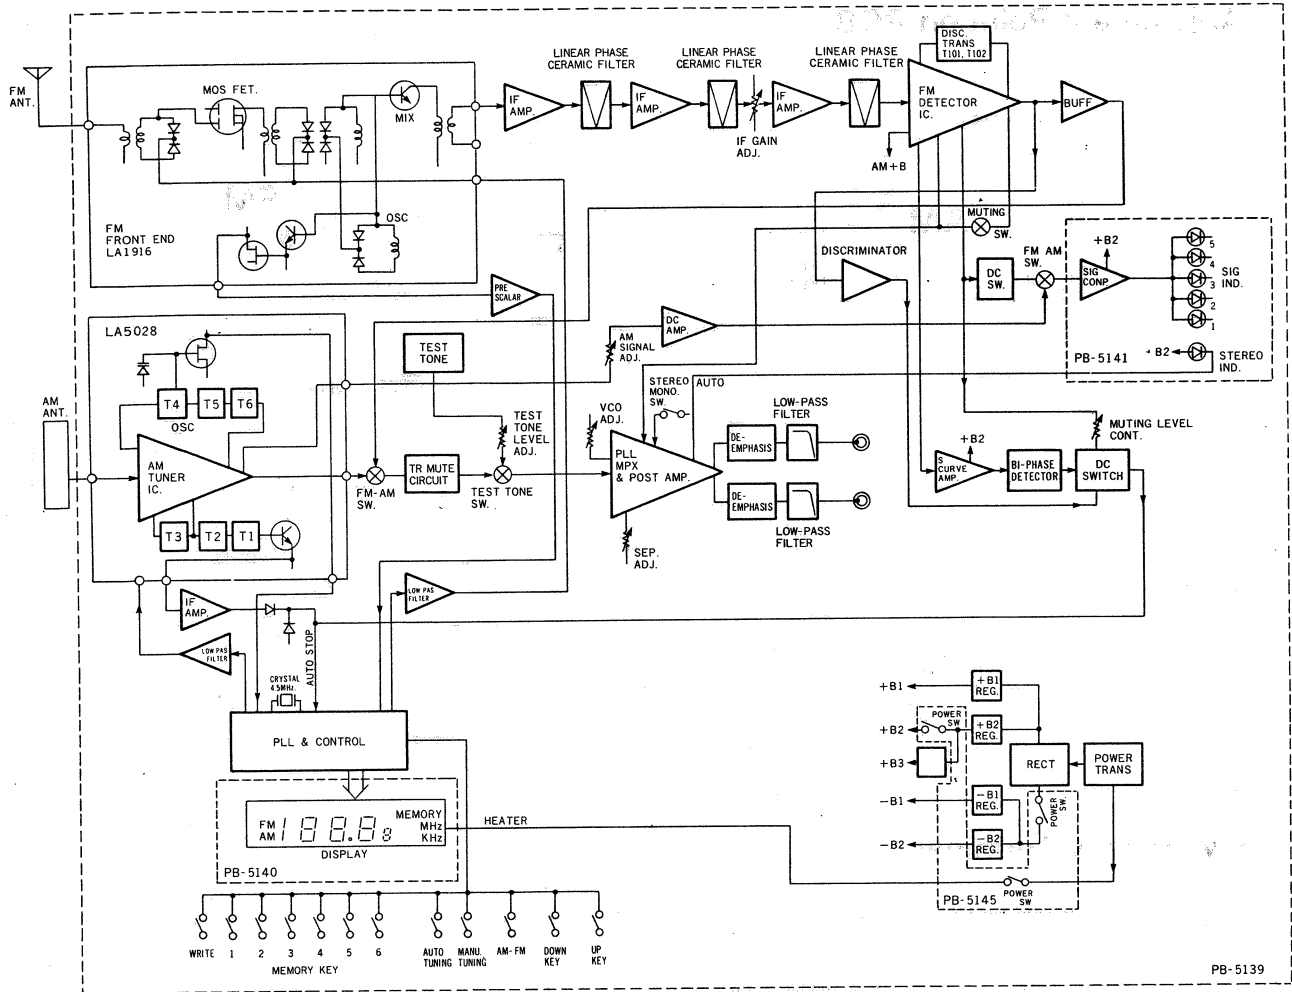 FM
ANT.
MOS FET.
MIX
OSC
FM
FRONT END
LA1916
IF
AMP.
LINEAR PHASE
CERAMIC FILTER
IF
AMP.
LINEAR PHASE
CERAMIC FILTER
IF GAIN
ADJ.
IF
AMP.
LINEAR PHASE
CERAMIC FILTER
DISC.
TRANS
T101, T102
FM
DETECTOR
IC.
AM+B
BUFF
MUTING
SW.
DISCRIMINATOR
DC
SW.
FM AM
SW.
+B2
SIG
CONP.
5
4
3
2
1
SIG
IND.
+B2
STEREO
IND.
PB-5141
PRE
SCALAR
LA5028
T4
T5
T6
OSC
AM
ANT.
AM
TUNER
IC.
T3
T2
T1
TEST
TONE
AM
SIGNAL
ADJ.
DC
AMP.
STEREO
MONO.
SW.
AUTO
VCO
ADJ.
TEST
TONE
LEVEL
ADJ.
FM-AM
SW.
TR MUTE
CIRCUIT
TEST TONE
SW.
PLL
MPX
& POST AMP.
SEP.
ADJ.
DE-
EMPHASIS
LOW-PASS
FILTER
DE-
EMPHASIS
LOW-PASS
FILTER
+B2
S
CURVE
AMP.
BI-PHASE
DETECTOR
DC
SWITCH
MUTING LEVEL
CONT.
IF
AMP.
LOW PAS
FILTER
LOW PAS
FILTER
AUTO STOP
CRYSTAL
4.5MHz.
PLL & CONTROL
FM
AM
188.88
MEMORY
MHz
KHz
DISPLAY
PB-5140
HEATER
WRITE
1
2
3
4
5
6
MEMORY KEY
AUTO
TUNING
MANU.
TUNING
AM-FM
DOWN
KEY
UP
KEY
+B1
+B1
REG.
+B2
POWER
SW
+B2
REG.
+B3
RECT
POWER
TRANS
-B1
-B1
REG.
POWER
SW.
-B2
-B2
REG.
POWER
SW
PB-5145
PB-5139